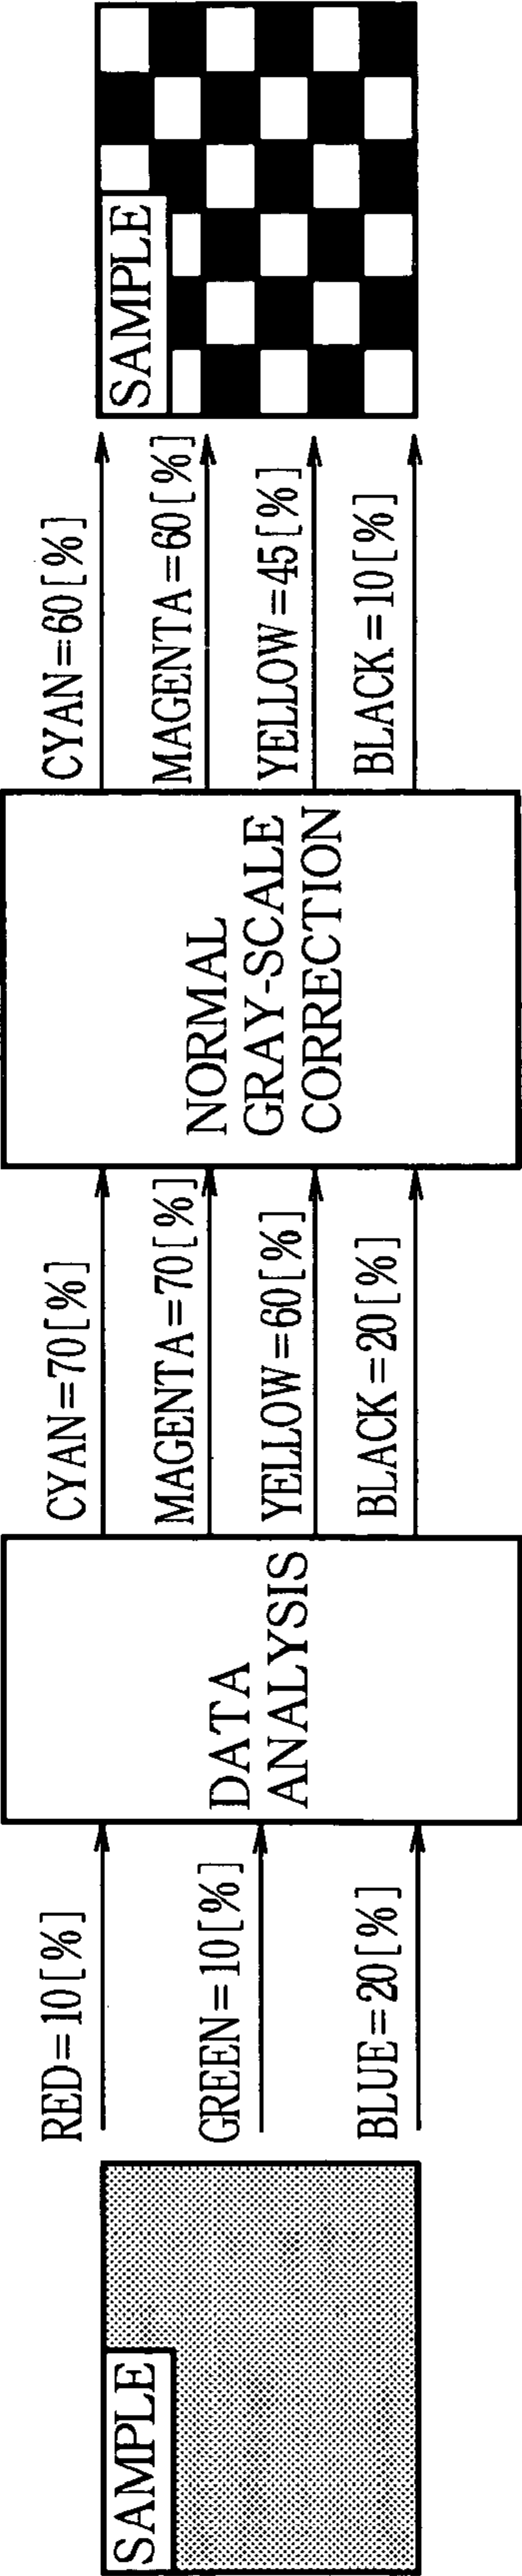 SAMPLE
RED=10[%]
GREEN=10[%]
BLUE=20[%]
DATA
ANALYSIS
CYAN=70[%]
MAGENTA=70[%]
YELLOW=60[%]
BLACK=20[%]
NORMAL
GRAY-SCALE
CORRECTION
CYAN=60[%]
MAGENTA=60[%]
YELLOW=45[%]
BLACK=10[%]
SAMPLE